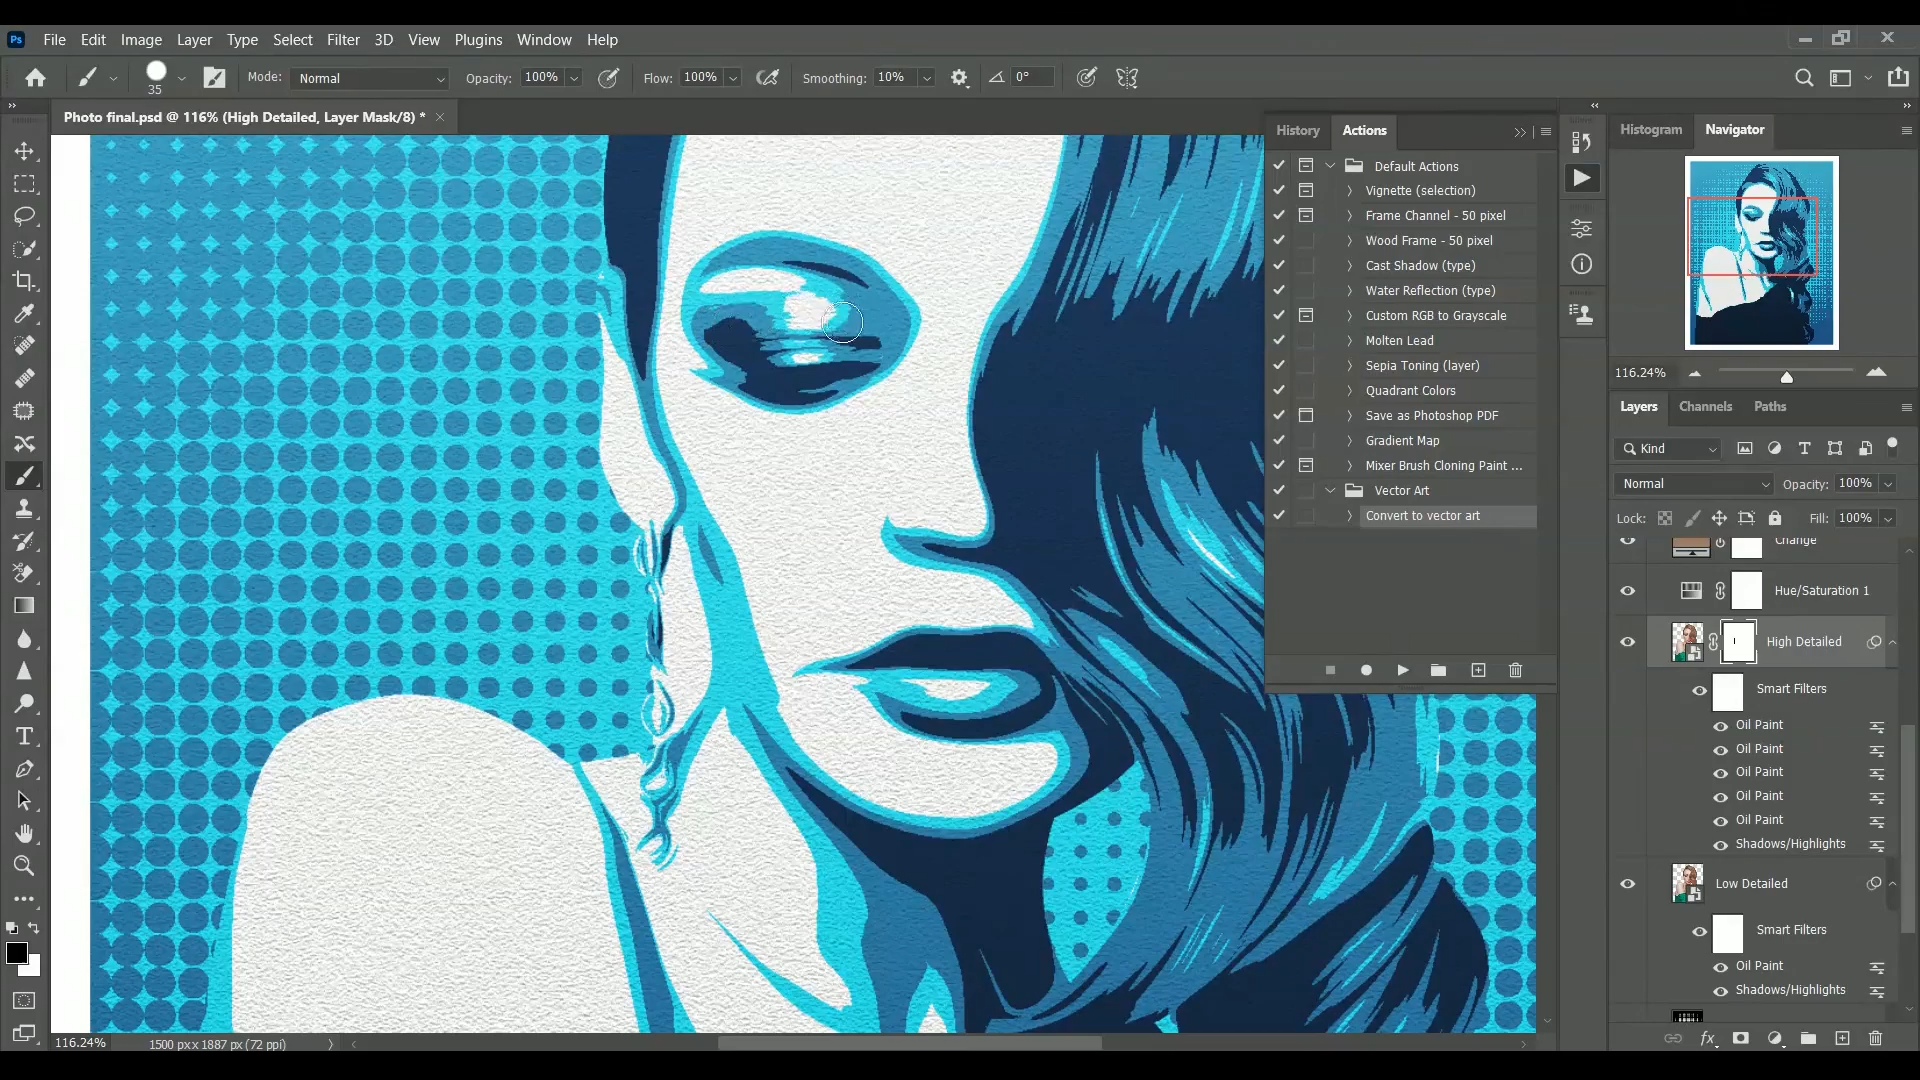 Ps File Edit Image Layer Type Select Filter 3D View Plugins Window Help
35 Mode: Normal Opacity: 100% Flow: 100% Smoothing: 10% 0°
Photo final.psd @ 116% (High Detailed, Layer Mask/8) *
History Actions
Default Actions
Vignette (selection)
Frame Channel - 50 pixel
Wood Frame - 50 pixel
Cast Shadow (type)
Water Reflection (type)
Custom RGB to Grayscale
Molten Lead
Sepia Toning (layer)
Quadrant Colors
Save as Photoshop PDF
Gradient Map
Mixer Brush Cloning Paint ...
Vector Art
Convert to vector art
Histogram Navigator
116.24%
Layers Channels Paths
Kind
Normal Opacity: 100%
Lock: Fill: 100%
Change
Hue/Saturation 1
High Detailed
Smart Filters
Oil Paint
Oil Paint
Oil Paint
Oil Paint
Oil Paint
Shadows/Highlights
Low Detailed
Smart Filters
Oil Paint
Shadows/Highlights
116.24% 1500 px x 1887 px (72 ppi)